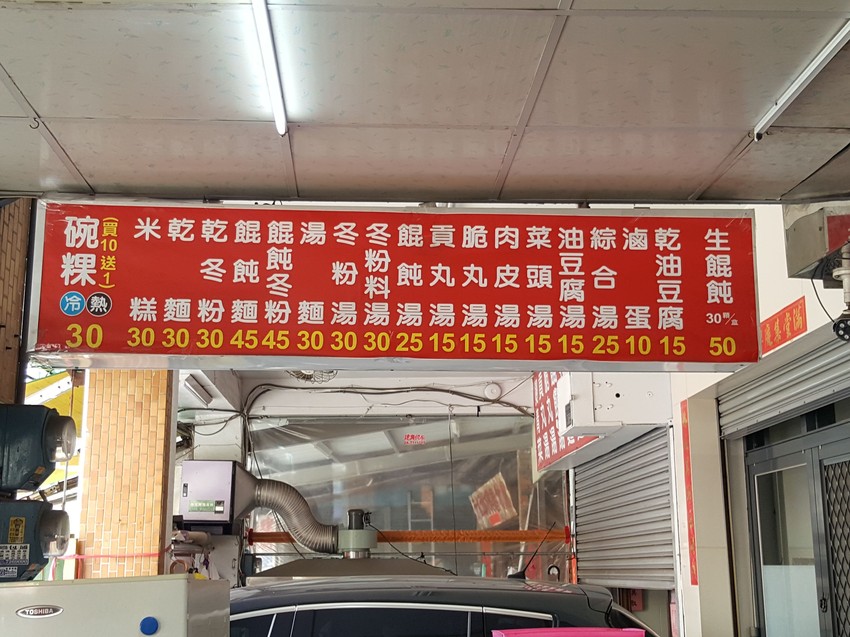 碗粿
(買10送1)
冷 熱
30
米糕
30
乾麵
30
乾冬粉
30
餛飩麵
45
餛飩冬粉
45
湯麵
30
冬粉湯
30
冬粉料湯
30
餛飩湯
25
貢丸湯
15
脆丸湯
15
肉皮湯
15
菜頭湯
15
油豆腐湯
15
綜合湯
25
滷蛋
10
乾油豆腐
15
生餛飩
30顆/盒
50
TOSHIBA